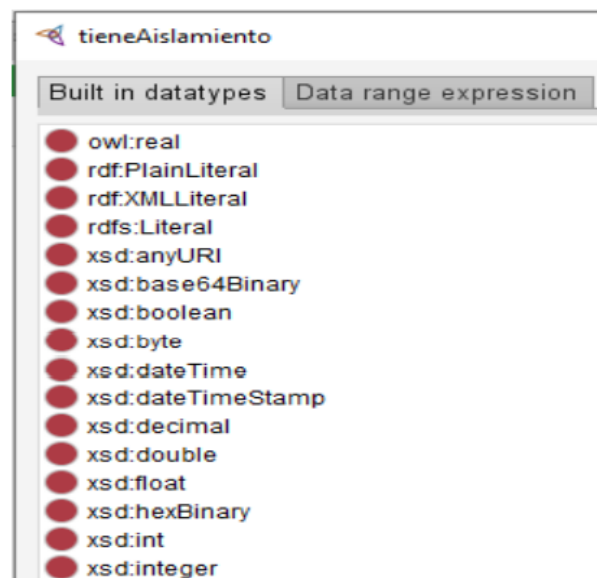 tieneAislamiento
Built in datatypes Data range expression
owl:real
rdf:PlainLiteral
rdf:XMLLiteral
rdfs:Literal
xsd:anyURI
xsd:base64Binary
xsd:boolean
xsd:byte
xsd:dateTime
xsd:dateTimeStamp
xsd:decimal
xsd:double
xsd:float
xsd:hexBinary
xsd:int
xsd:integer